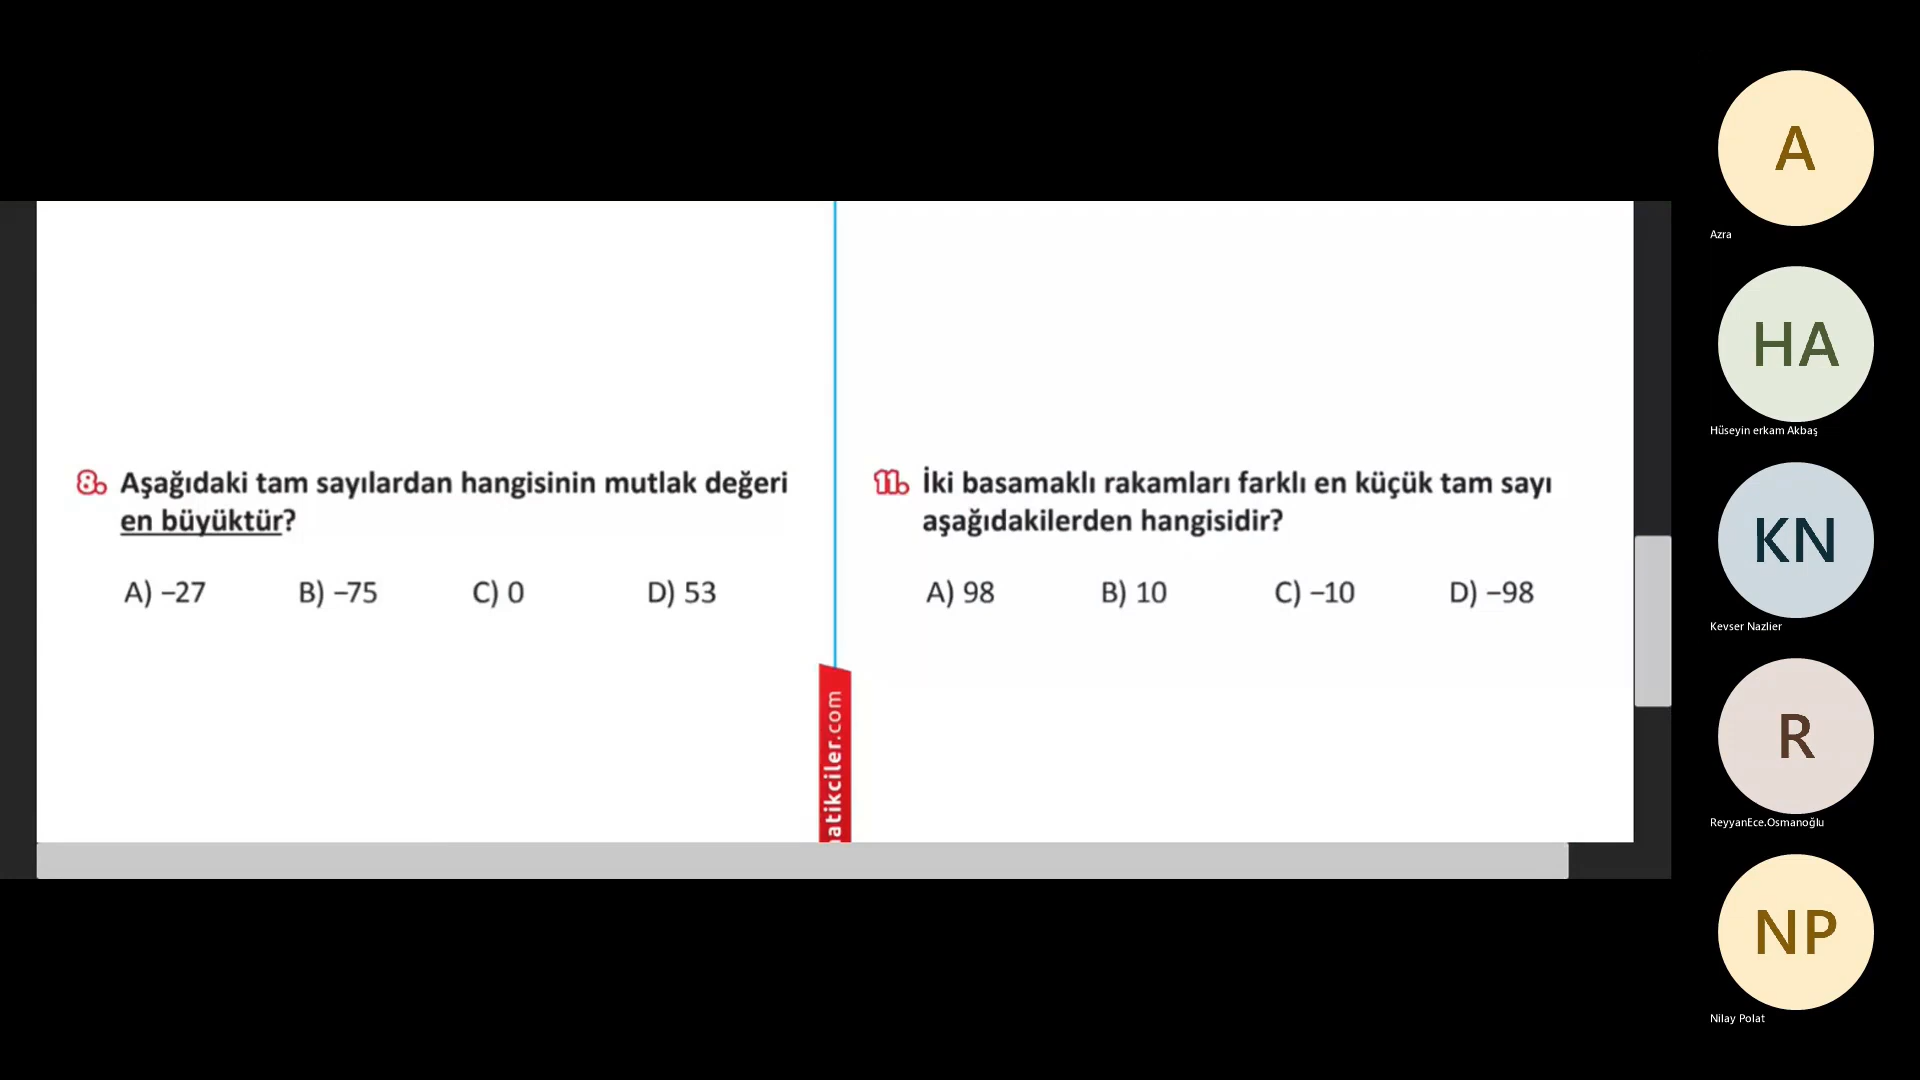 8. Aşağıdaki tam sayılardan hangisinin mutlak değeri
en büyüktür?
A) –27 B) –75 C) 0 D) 53
11. İki basamaklı rakamları farklı en küçük tam sayı
aşağıdakilerden hangisidir?
A) 98 B) 10 C) –10 D) –98
atikciler.com
A
Azra
HA
Hüseyin erkam Akbaş
KN
Kevser Nazlier
R
ReyyanEce.Osmanoğlu
NP
Nilay Polat